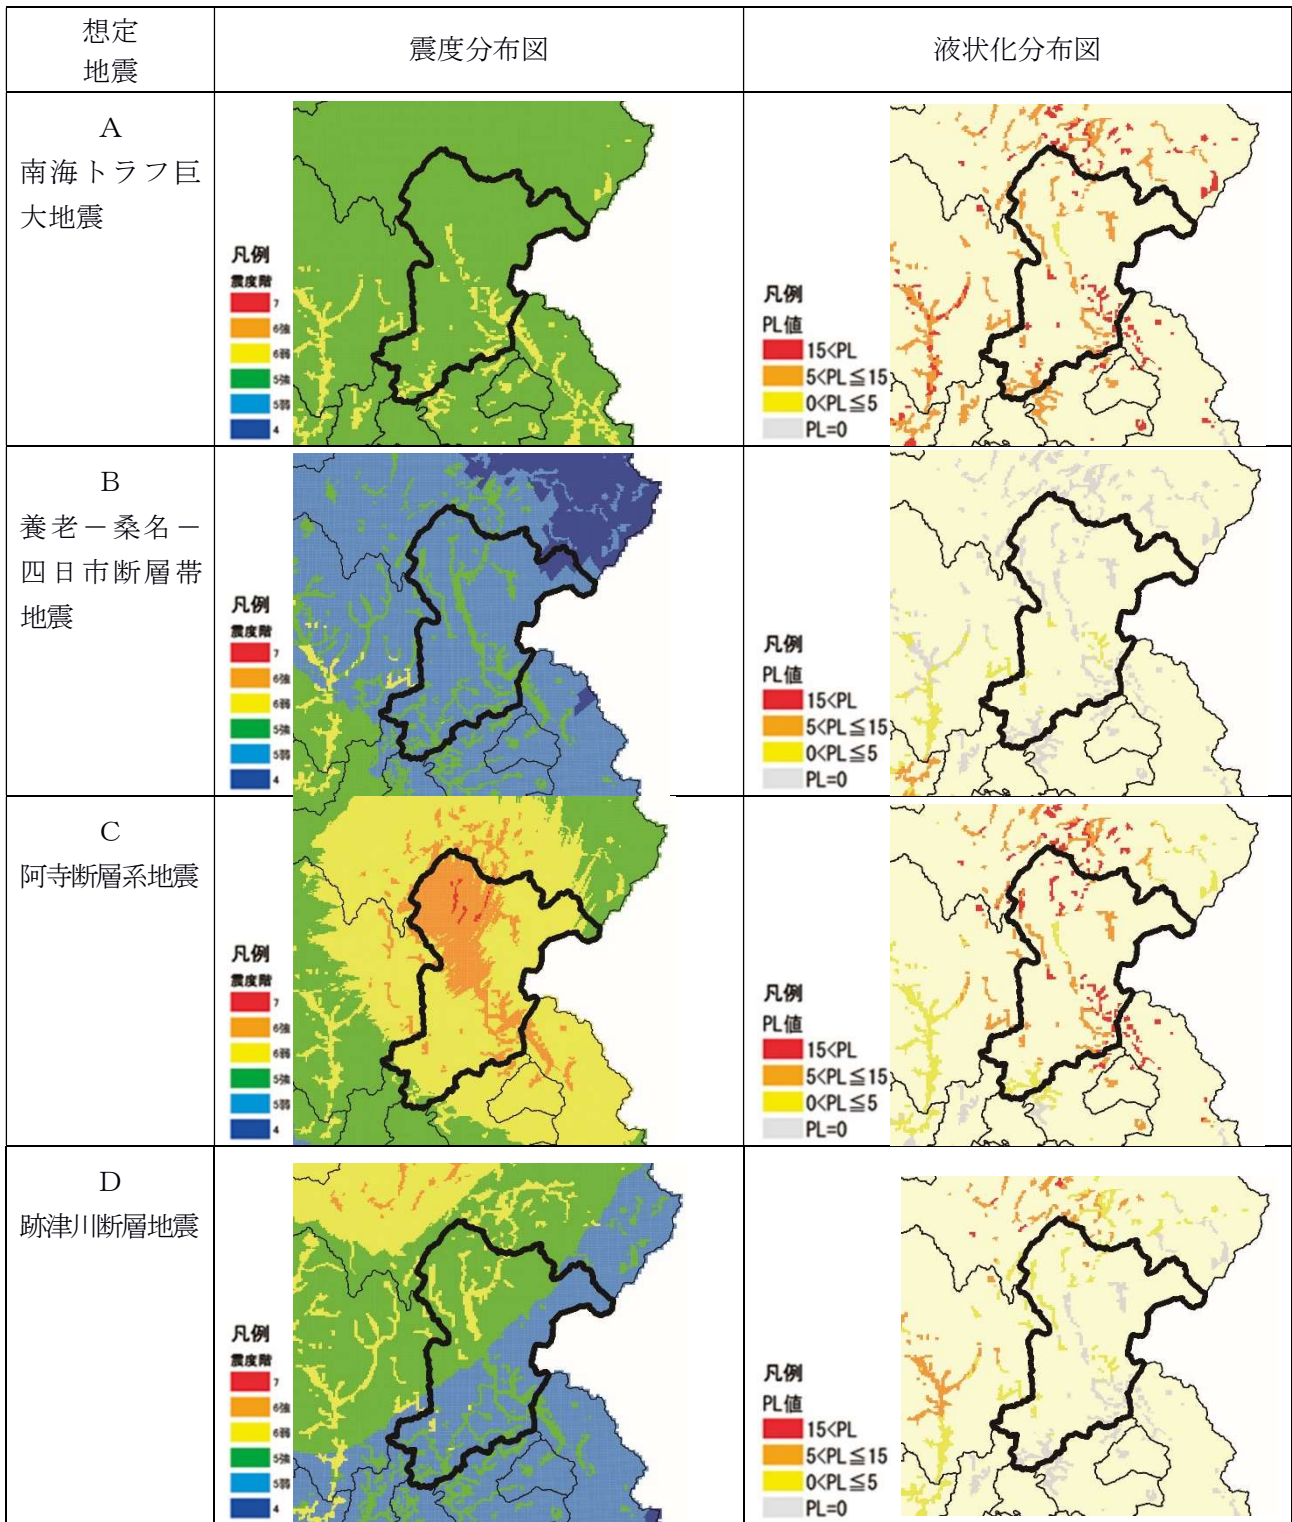 想定
地震
震度分布図
液状化分布図
A
南海トラフ巨
大地震
凡例
震度階
7
6強
6弱
5強
5弱
4
凡例
PL値
15<PL
5<PL≦15
0<PL≦5
PL=0
B
養老－桑名－
四日市断層帯
地震
凡例
震度階
7
6強
6弱
5強
5弱
4
凡例
PL値
15<PL
5<PL≦15
0<PL≦5
PL=0
C
阿寺断層系地震
凡例
震度階
7
6強
6弱
5強
5弱
4
凡例
PL値
15<PL
5<PL≦15
0<PL≦5
PL=0
D
跡津川断層地震
凡例
震度階
7
6強
6弱
5強
5弱
4
凡例
PL値
15<PL
5<PL≦15
0<PL≦5
PL=0